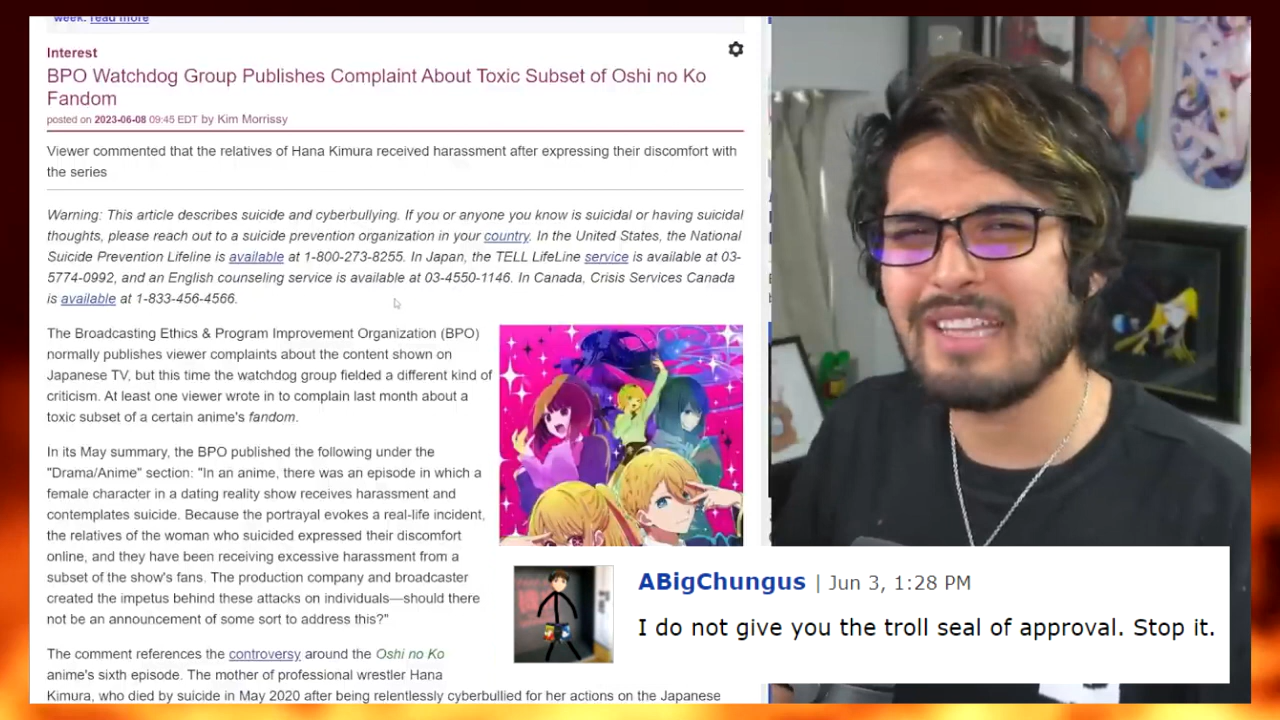 week. read more
Interest
BPO Watchdog Group Publishes Complaint About Toxic Subset of Oshi no Ko
Fandom
posted on 2023-06-08 09:45 EDT by Kim Morrissy
Viewer commented that the relatives of Hana Kimura received harassment after expressing their discomfort with
the series
Warning: This article describes suicide and cyberbullying. If you or anyone you know is suicidal or having suicidal
thoughts, please reach out to a suicide prevention organization in your country. In the United States, the National
Suicide Prevention Lifeline is available at 1-800-273-8255. In Japan, the TELL LifeLine service is available at 03-
5774-0992, and an English counseling service is available at 03-4550-1146. In Canada, Crisis Services Canada
is available at 1-833-456-4566.
The Broadcasting Ethics & Program Improvement Organization (BPO)
normally publishes viewer complaints about the content shown on
Japanese TV, but this time the watchdog group fielded a different kind of
criticism. At least one viewer wrote in to complain last month about a
toxic subset of a certain anime's fandom.
In its May summary, the BPO published the following under the
"Drama/Anime" section: "In an anime, there was an episode in which a
female character in a dating reality show receives harassment and
contemplates suicide. Because the portrayal evokes a real-life incident,
the relatives of the woman who suicided expressed their discomfort
online, and they have been receiving excessive harassment from a
subset of the show's fans. The production company and broadcaster
created the impetus behind these attacks on individuals—should there
not be an announcement of some sort to address this?"
The comment references the controversy around the Oshi no Ko
anime's sixth episode. The mother of professional wrestler Hana
Kimura, who died by suicide in May 2020 after being relentlessly cyberbullied for her actions on the Japanese
ABigChungus | Jun 3, 1:28 PM
I do not give you the troll seal of approval. Stop it.